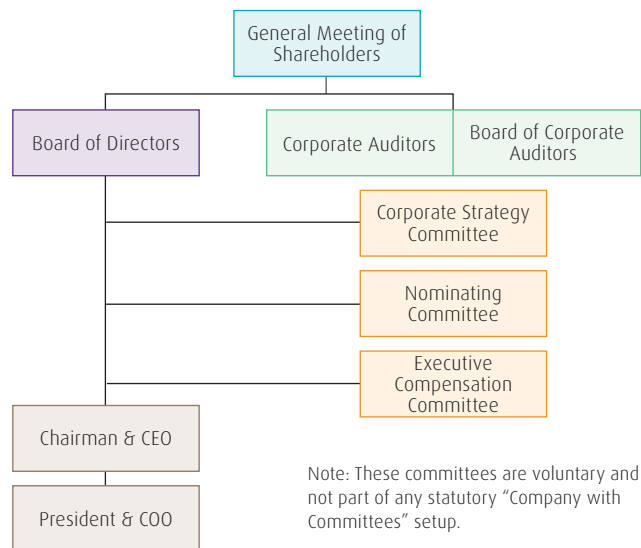 General Meeting of
Shareholders
Board of Directors
Corporate Auditors
Board of Corporate
Auditors
Corporate Strategy
Committee
Nominating
Committee
Executive
Compensation
Committee
Chairman & CEO
President & COO
Note: These committees are voluntary and
not part of any statutory “Company with
Committees” setup.